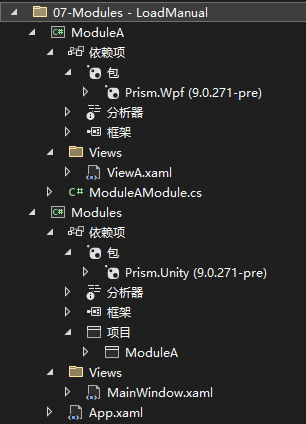 07-Modules - LoadManual
C# ModuleA
依赖项
包
Prism.Wpf (9.0.271-pre)
分析器
框架
Views
ViewA.xaml
C# ModuleAModule.cs
C# Modules
依赖项
包
Prism.Unity (9.0.271-pre)
分析器
框架
项目
ModuleA
Views
MainWindow.xaml
App.xaml